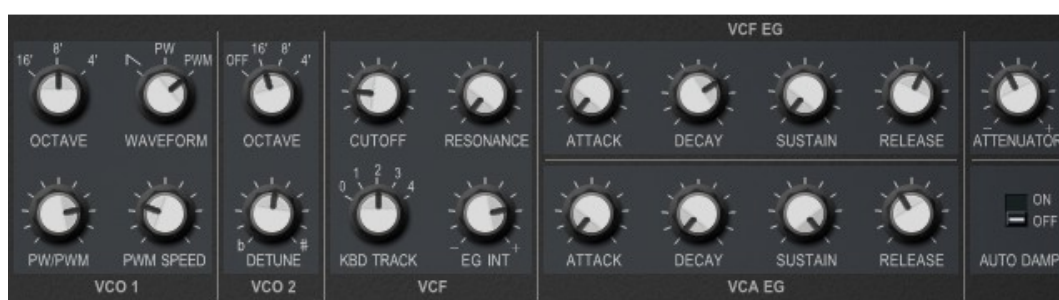 VCF EG
16' 8' 4'
PW PWM
OFF 16' 8' 4'
OCTAVE WAVEFORM OCTAVE CUTOFF RESONANCE ATTACK DECAY SUSTAIN RELEASE - + ATTENUATOR
0 1 2 3 4
ON
OFF
b # - +
PW/PWM PWM SPEED DETUNE KBD TRACK EG INT ATTACK DECAY SUSTAIN RELEASE AUTO DAMP
VCO 1 VCO 2 VCF VCA EG